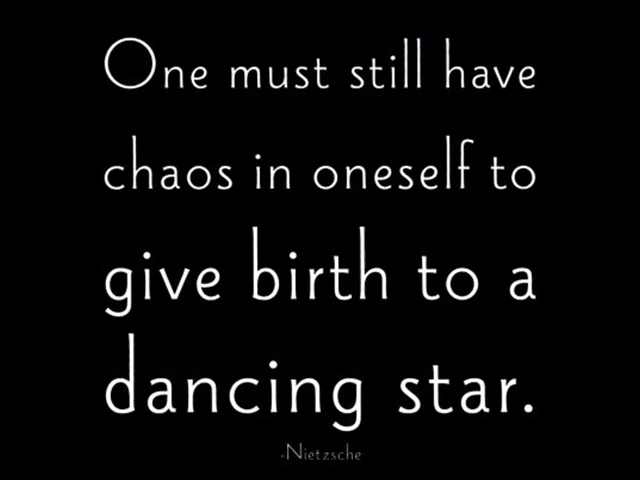 One must still have
chaos in oneself to
give birth to a
dancing star.
-Nietzsche